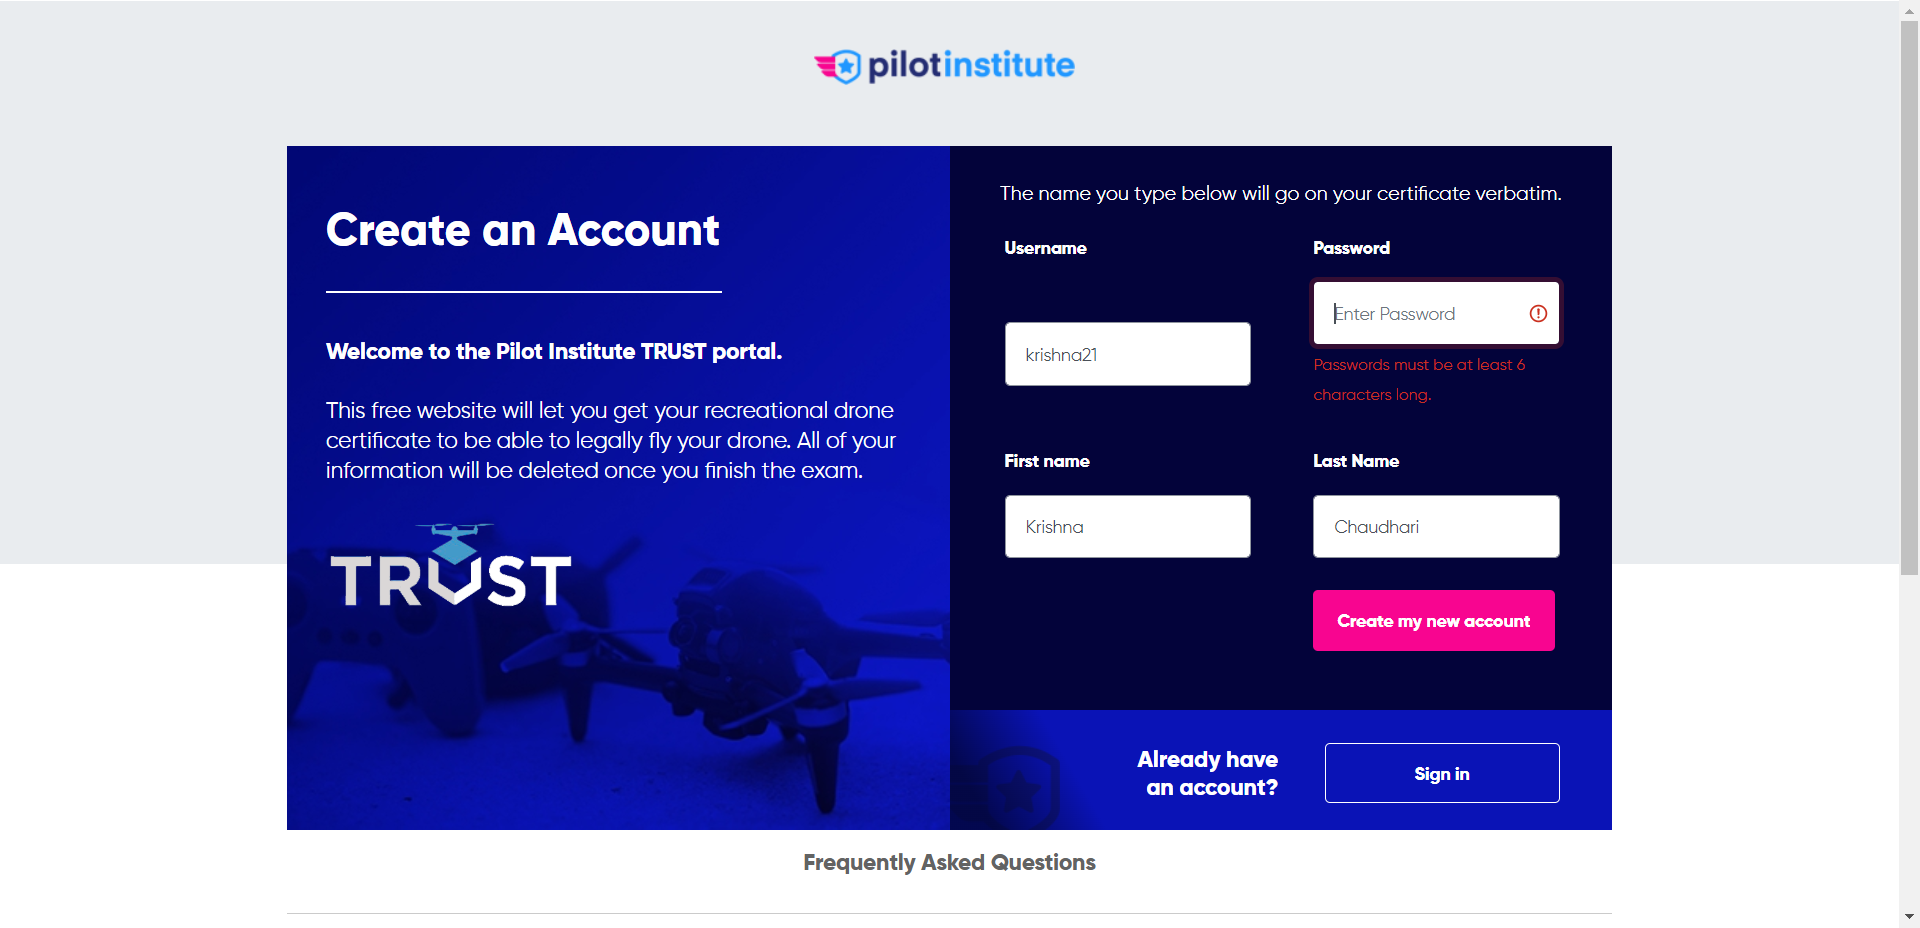 pilotinstitute
Create an Account
Welcome to the Pilot Institute TRUST portal.
This free website will let you get your recreational drone
certificate to be able to legally fly your drone. All of your
information will be deleted once you finish the exam.
TRUST
The name you type below will go on your certificate verbatim.
Username
Password
krishna21
Enter Password
Passwords must be at least 6
characters long.
First name
Last Name
Krishna
Chaudhari
Create my new account
Already have
an account?
Sign in
Frequently Asked Questions